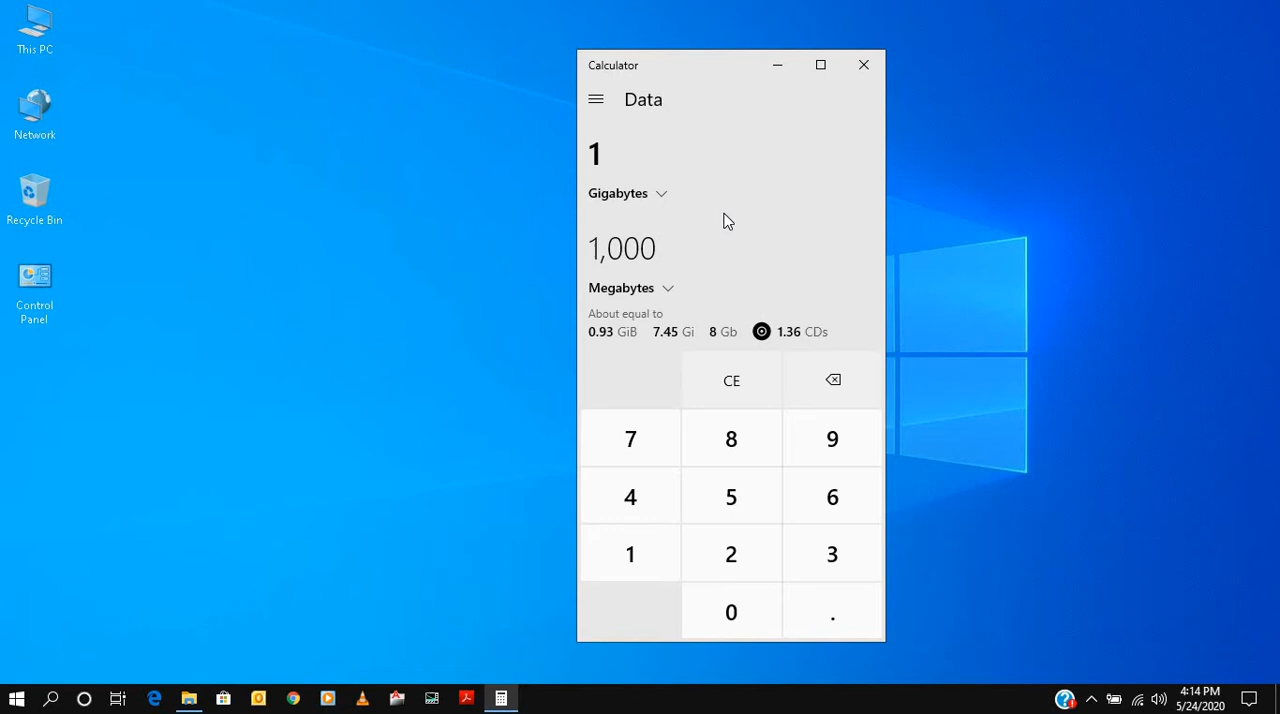 This PC
Network
Recycle Bin
Control
Panel
Calculator
Data
1
Gigabytes
1,000
Megabytes
About equal to
0.93 GiB 7.45 Gi 8 Gb 1.36 CDs
CE
7 8 9
4 5 6
1 2 3
0 .
4:14 PM
5/24/2020